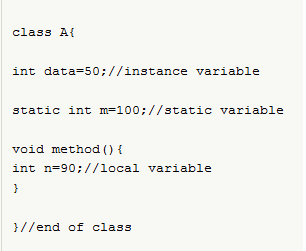 class A{
int data=50;//instance variable
static int m=100;//static variable
void method(){
int n=90;//local variable
}
}//end of class